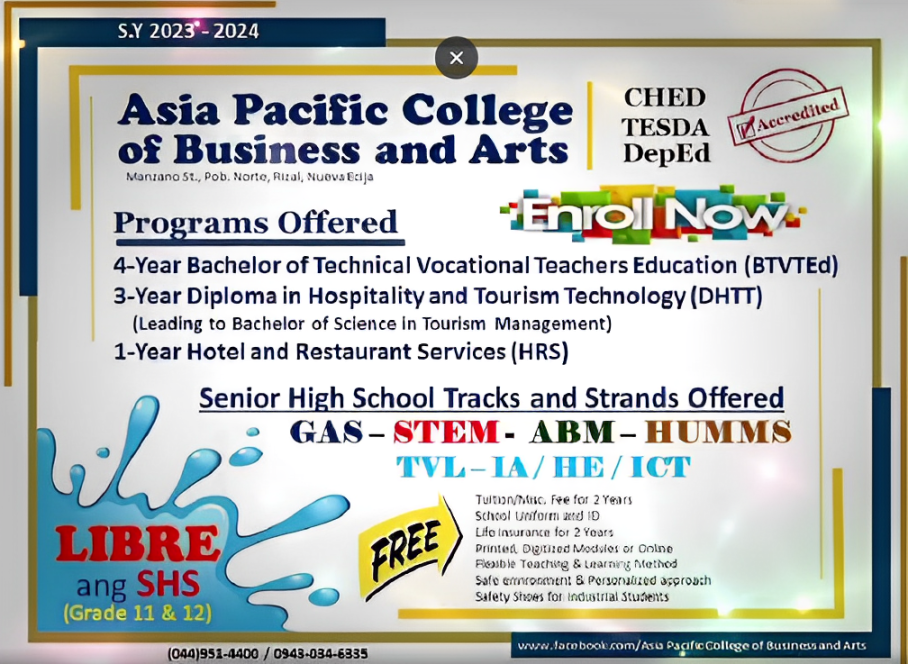 S.Y 2023 - 2024
Asia Pacific College
of Business and Arts
Manzano St., Pob. Norte, Rizal, Nueva Ecija
CHED
TESDA
DepEd
Accredited
Enroll Now
Programs Offered
4-Year Bachelor of Technical Vocational Teachers Education (BTVTEd)
3-Year Diploma in Hospitality and Tourism Technology (DHTT)
(Leading to Bachelor of Science in Tourism Management)
1-Year Hotel and Restaurant Services (HRS)
Senior High School Tracks and Strands Offered
GAS – STEM - ABM – HUMMS
TVL – IA / HE / ICT
LIBRE
ang SHS
(Grade 11 & 12)
FREE
Tuition/Misc. Fee for 2 Years
School Uniform and ID
Life Insurance for 2 Years
Printed, Digitized Modules or Online
Flexible Teaching & Learning Method
Safe environment & Personalized approach
Safety Shoes for Industrial Students
(044)951-4400 / 0943-034-6335
www.facebook.com/Asia Pacific College of Business and Arts